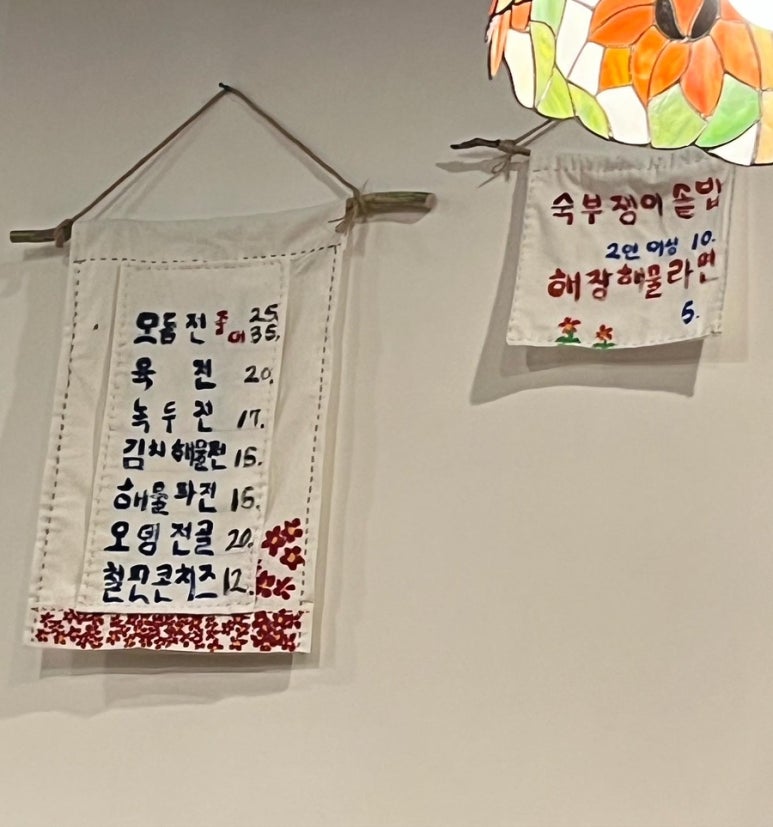 모둠전 중 25.
대 35.
육 전 20.
녹두전 17.
김치해물전 15.
해물파전 15.
오뎅전골 20.
철판콘치즈 12.
숙부쟁이솥밥
2인 이상 10.
해장해물라면
5.